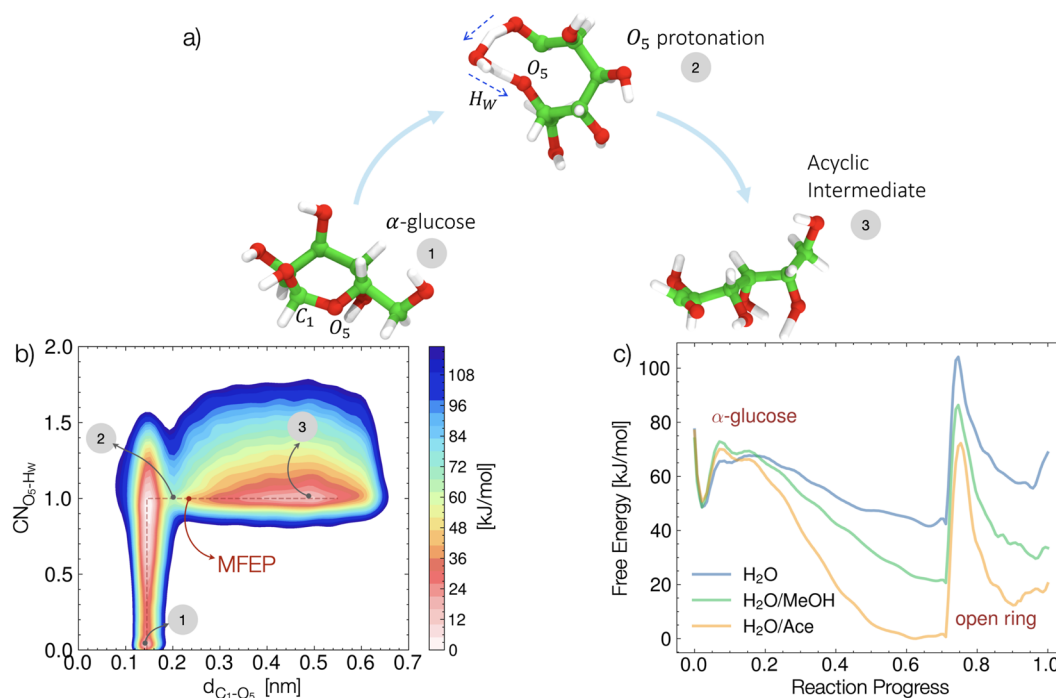 a)
O₅ protonation
2
O₅
H_W
Acyclic
Intermediate
3
α-glucose
1
C₁
O₅
b)
2.0
1.5
1.0
0.5
0.0
CN_O₅-H_W
2
3
MFEP
1
0.0 0.1 0.2 0.3 0.4 0.5 0.6 0.7
d_C₁-O₅ [nm]
108
96
84
72
60
48
36
24
12
0
[kJ/mol]
c)
100
80
60
40
20
0
Free Energy [kJ/mol]
α-glucose
H₂O
H₂O/MeOH
H₂O/Ace
open ring
0.0 0.2 0.4 0.6 0.8 1.0
Reaction Progress